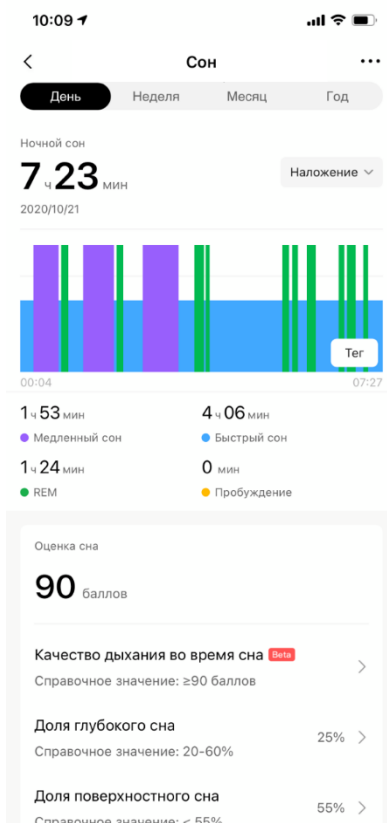 10:09
Сон
День Неделя Месяц Год
Ночной сон
7 ч 23 мин
Наложение
2020/10/21
Тег
00:04 07:27
1 ч 53 мин 4 ч 06 мин
Медленный сон Быстрый сон
1 ч 24 мин 0 мин
REM Пробуждение
Оценка сна
90 баллов
Качество дыхания во время сна Beta
Справочное значение: ≥90 баллов
Доля глубокого сна
25%
Справочное значение: 20-60%
Доля поверхностного сна
55%
Справочное значение: < 55%